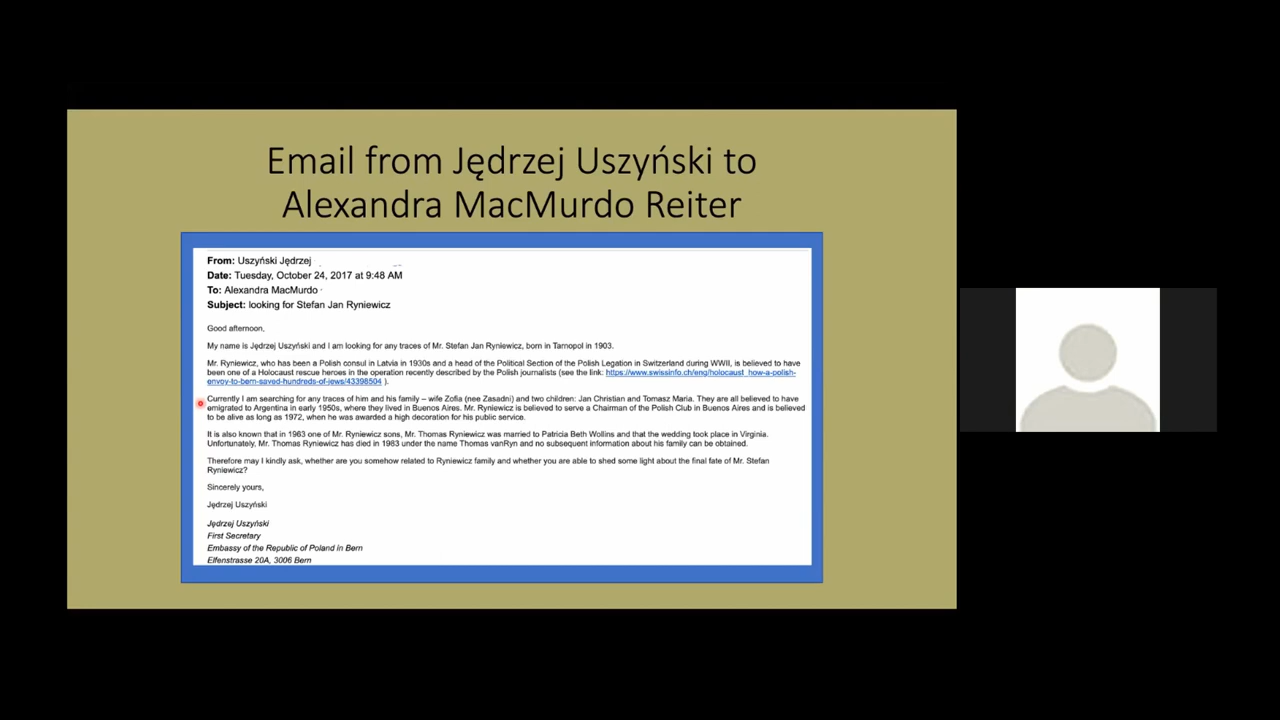 Email from Jędrzej Uszyński to
Alexandra MacMurdo Reiter
From: Uszyński Jędrzej
Date: Tuesday, October 24, 2017 at 9:48 AM
To: Alexandra MacMurdo
Subject: looking for Stefan Jan Ryniewicz
Good afternoon,
My name is Jędrzej Uszyński and I am looking for any traces of Mr. Stefan Jan Ryniewicz, born in Tarnopol in 1903.
Mr. Ryniewicz, who has been a Polish consul in Latvia in 1930s and a head of the Political Section of the Polish Legation in Switzerland during WWII, is believed to have
been one of a Holocaust rescue heroes in the operation recently described by the Polish journalists (see the link: https://www.swissinfo.ch/eng/holocaust_how-a-polish-
envoy-to-bern-saved-hundreds-of-jews/43398504 ).
Currently I am searching for any traces of him and his family – wife Zofia (nee Zasadni) and two children: Jan Christian and Tomasz Maria. They are all believed to have
emigrated to Argentina in early 1950s, where they lived in Buenos Aires. Mr. Ryniewicz is believed to serve a Chairman of the Polish Club in Buenos Aires and is believed
to be alive as long as 1972, when he was awarded a high decoration for his public service.
It is also known that in 1963 one of Mr. Ryniewicz sons, Mr. Thomas Ryniewicz was married to Patricia Beth Wollins and that the wedding took place in Virginia.
Unfortunately, Mr. Thomas Ryniewicz has died in 1983 under the name Thomas vanRyn and no subsequent information about his family can be obtained.
Therefore may I kindly ask, whether are you somehow related to Ryniewicz family and whether you are able to shed some light about the final fate of Mr. Stefan
Ryniewicz?
Sincerely yours,
Jędrzej Uszyński
Jędrzej Uszyński
First Secretary
Embassy of the Republic of Poland in Bern
Elfenstrasse 20A, 3006 Bern